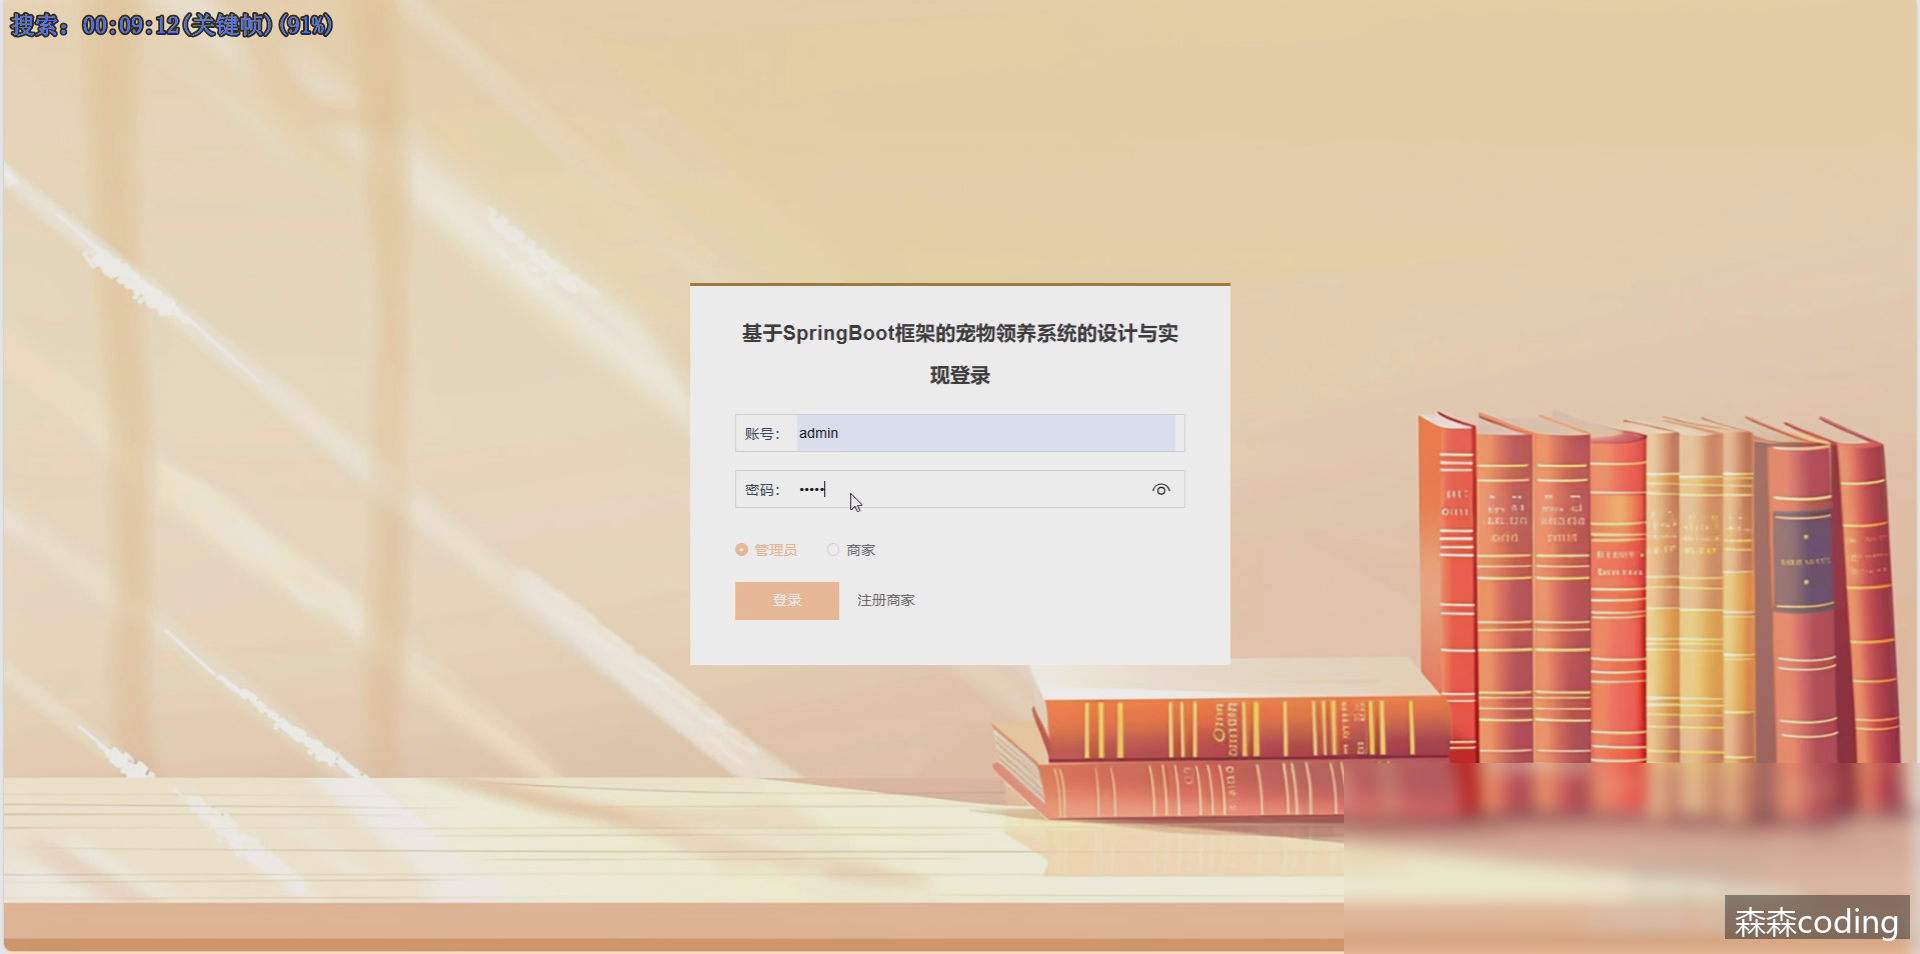 搜索：00:09:12(关键帧)(91%)
基于SpringBoot框架的宠物领养系统的设计与实
现登录
账号：admin
密码：•••••
管理员 商家
登录 注册商家
森森coding